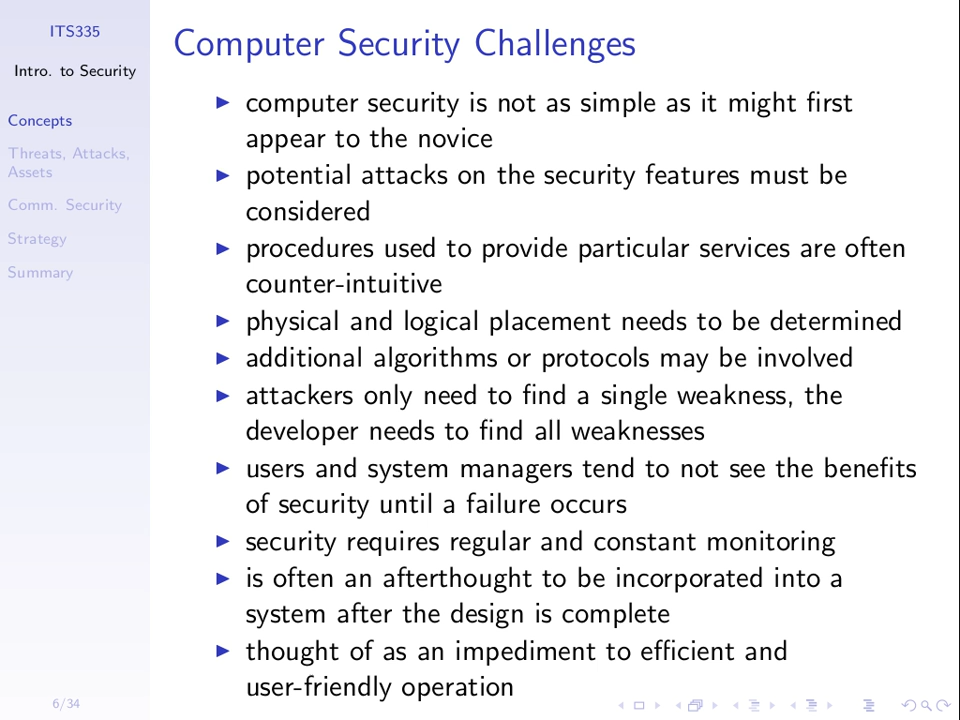 ITS335
Intro. to Security
Concepts
Threats, Attacks,
Assets
Comm. Security
Strategy
Summary
6/34
Computer Security Challenges
computer security is not as simple as it might first
appear to the novice
potential attacks on the security features must be
considered
procedures used to provide particular services are often
counter-intuitive
physical and logical placement needs to be determined
additional algorithms or protocols may be involved
attackers only need to find a single weakness, the
developer needs to find all weaknesses
users and system managers tend to not see the benefits
of security until a failure occurs
security requires regular and constant monitoring
is often an afterthought to be incorporated into a
system after the design is complete
thought of as an impediment to efficient and
user-friendly operation